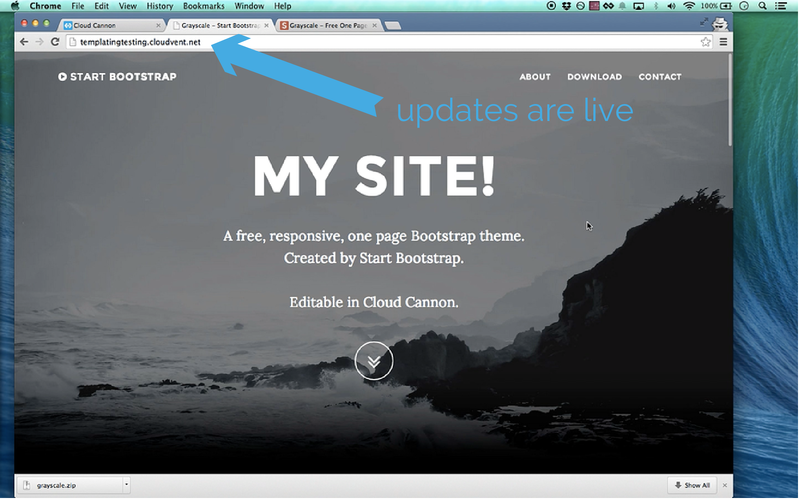 Chrome File Edit View History Bookmarks Window Help 100%
Cloud Cannon
Grayscale – Start Bootstrap
Grayscale – Free One Page
templatingtesting.cloudvent.net
START BOOTSTRAP
ABOUT DOWNLOAD CONTACT
updates are live
MY SITE!
A free, responsive, one page Bootstrap theme.
Created by Start Bootstrap.
Editable in Cloud Cannon.
grayscale.zip
Show All